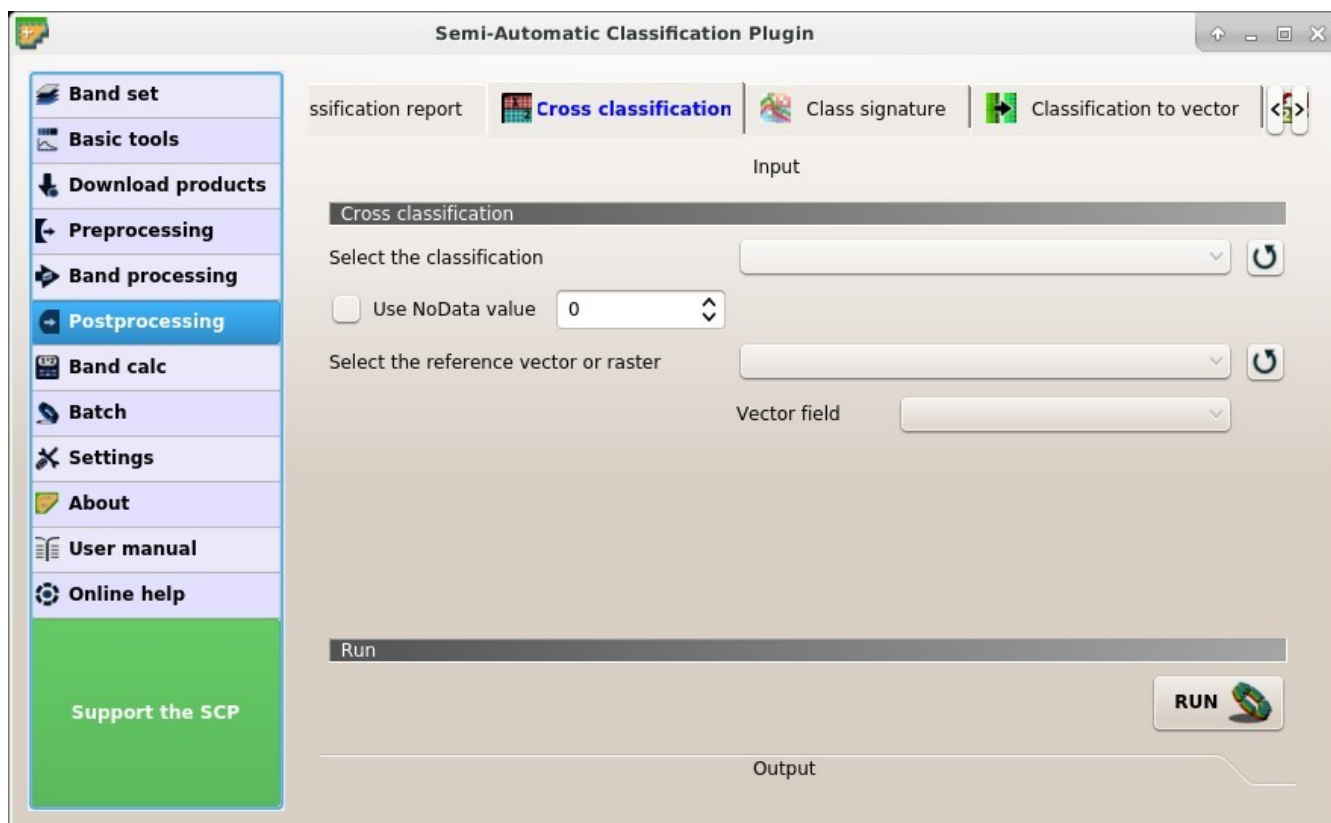 Semi-Automatic Classification Plugin
Band set
Basic tools
Download products
Preprocessing
Band processing
Postprocessing
Band calc
Batch
Settings
About
User manual
Online help
Support the SCP
ssification report Cross classification Class signature Classification to vector
Input
Cross classification
Select the classification
Use NoData value 0
Select the reference vector or raster
Vector field
Run
RUN
Output